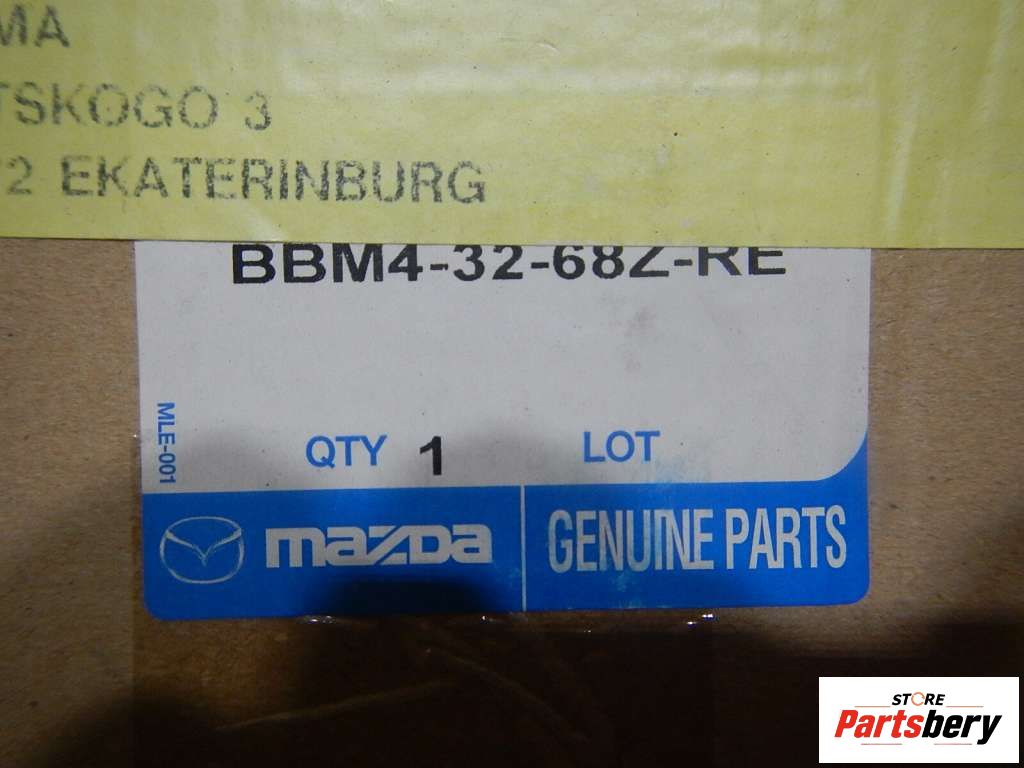 MA
TSKOGO 3
2 EKATERINBURG
BBM4-32-68Z-RE
MLE-001
QTY 1 LOT
mazda GENUINE PARTS
STORE
Partsbery